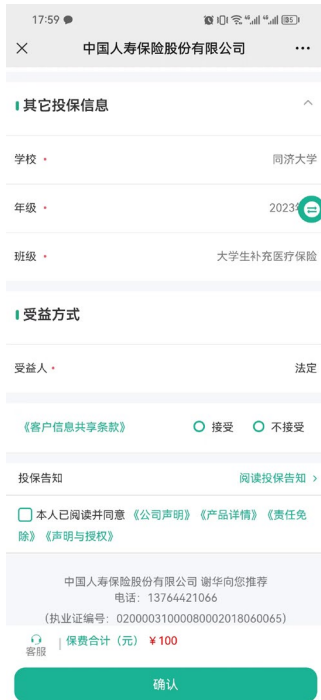 17:59
中国人寿保险股份有限公司
其它投保信息
学校 • 同济大学
年级 • 2023
班级 • 大学生补充医疗保险
受益方式
受益人 • 法定
《客户信息共享条款》 接受 不接受
投保告知 阅读投保告知 >
本人已阅读并同意 《公司声明》《产品详情》《责任免
除》《声明与授权》
中国人寿保险股份有限公司 谢华向您推荐
电话：13764421066
（执业证编号：02000031000080002018060065）
客服 保费合计（元） ￥100
确认